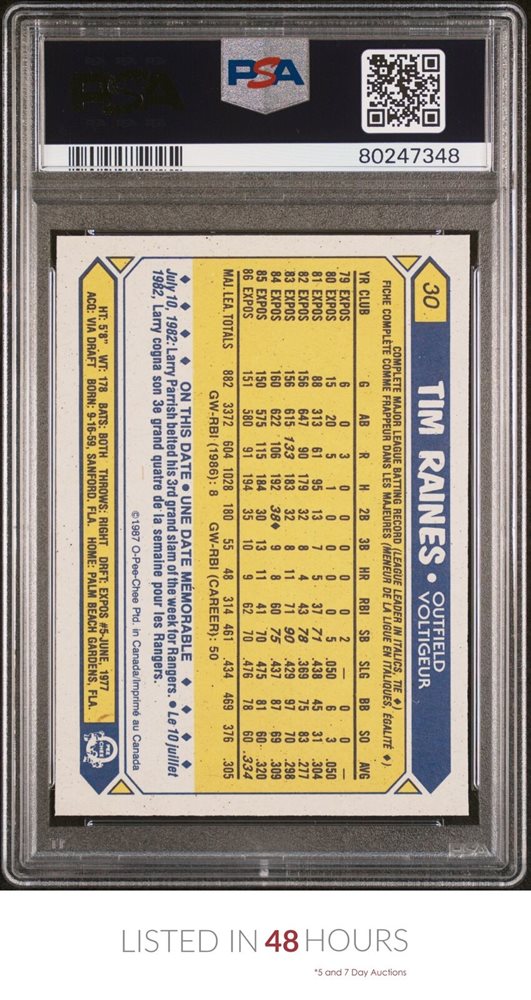 PSA
PSA
80247348
30
TIM RAINES • OUTFIELD
VOLTIGEUR
COMPLETE MAJOR LEAGUE BATTING RECORD (LEAGUE LEADER IN ITALICS, TIE ♦)
FICHE COMPLÈTE COMME FRAPPEUR DANS LES MAJEURES (MENEUR DE LA LIGUE EN ITALIQUES, ÉGALITÉ ♦)
YR CLUB G AB R H 2B 3B HR RBI SB SLG BB SO AVG
79 EXPOS 6 0 3 0 0 0 0 0 2 — 0 0 —
80 EXPOS 15 20 5 1 0 0 0 0 5 .050 6 3 .050
81 EXPOS 88 313 61 95 13 7 5 37 71 .438 45 31 .304
82 EXPOS 156 647 90 179 32 8 4 43 78 .369 75 83 .277
83 EXPOS 156 615 133 183 32 8 11 71 90 .429 97 70 .298
84 EXPOS 160 622 106 192 38♦ 9 8 60 75 .437 87 69 .309
85 EXPOS 150 575 115 184 30 13 11 41 70 .475 81 60 .320
86 EXPOS 151 580 91 194 35 10 9 62 70 .476 78 60 .334
MAJ. LEA. TOTALS 882 3372 604 1028 180 55 48 314 461 .434 469 376 .305
GW-RBI (1986): 8 GW-RBI (CAREER): 50
♦ ♦ ♦ ♦ ON THIS DATE • UNE DATE MÉMORABLE ♦ ♦ ♦ ♦
July 10, 1982: Larry Parrish belted his 3rd grand slam of the week for Rangers. • Le 10 juillet
1982, Larry cogna son 3e grand quatre de la semaine pour les Rangers.
©1987 O-Pee-Chee Ptd. in Canada/Imprimé au Canada
HT: 5'8" WT: 178 BATS: BOTH THROWS: RIGHT DRFT: EXPOS #5-JUNE, 1977
ACQ: VIA DRAFT BORN: 9-16-59, SANFORD, FLA. HOME: PALM BEACH GARDENS, FLA.
O PEE CHEE
PSA
LISTED IN 48 HOURS
*5 and 7 Day Auctions